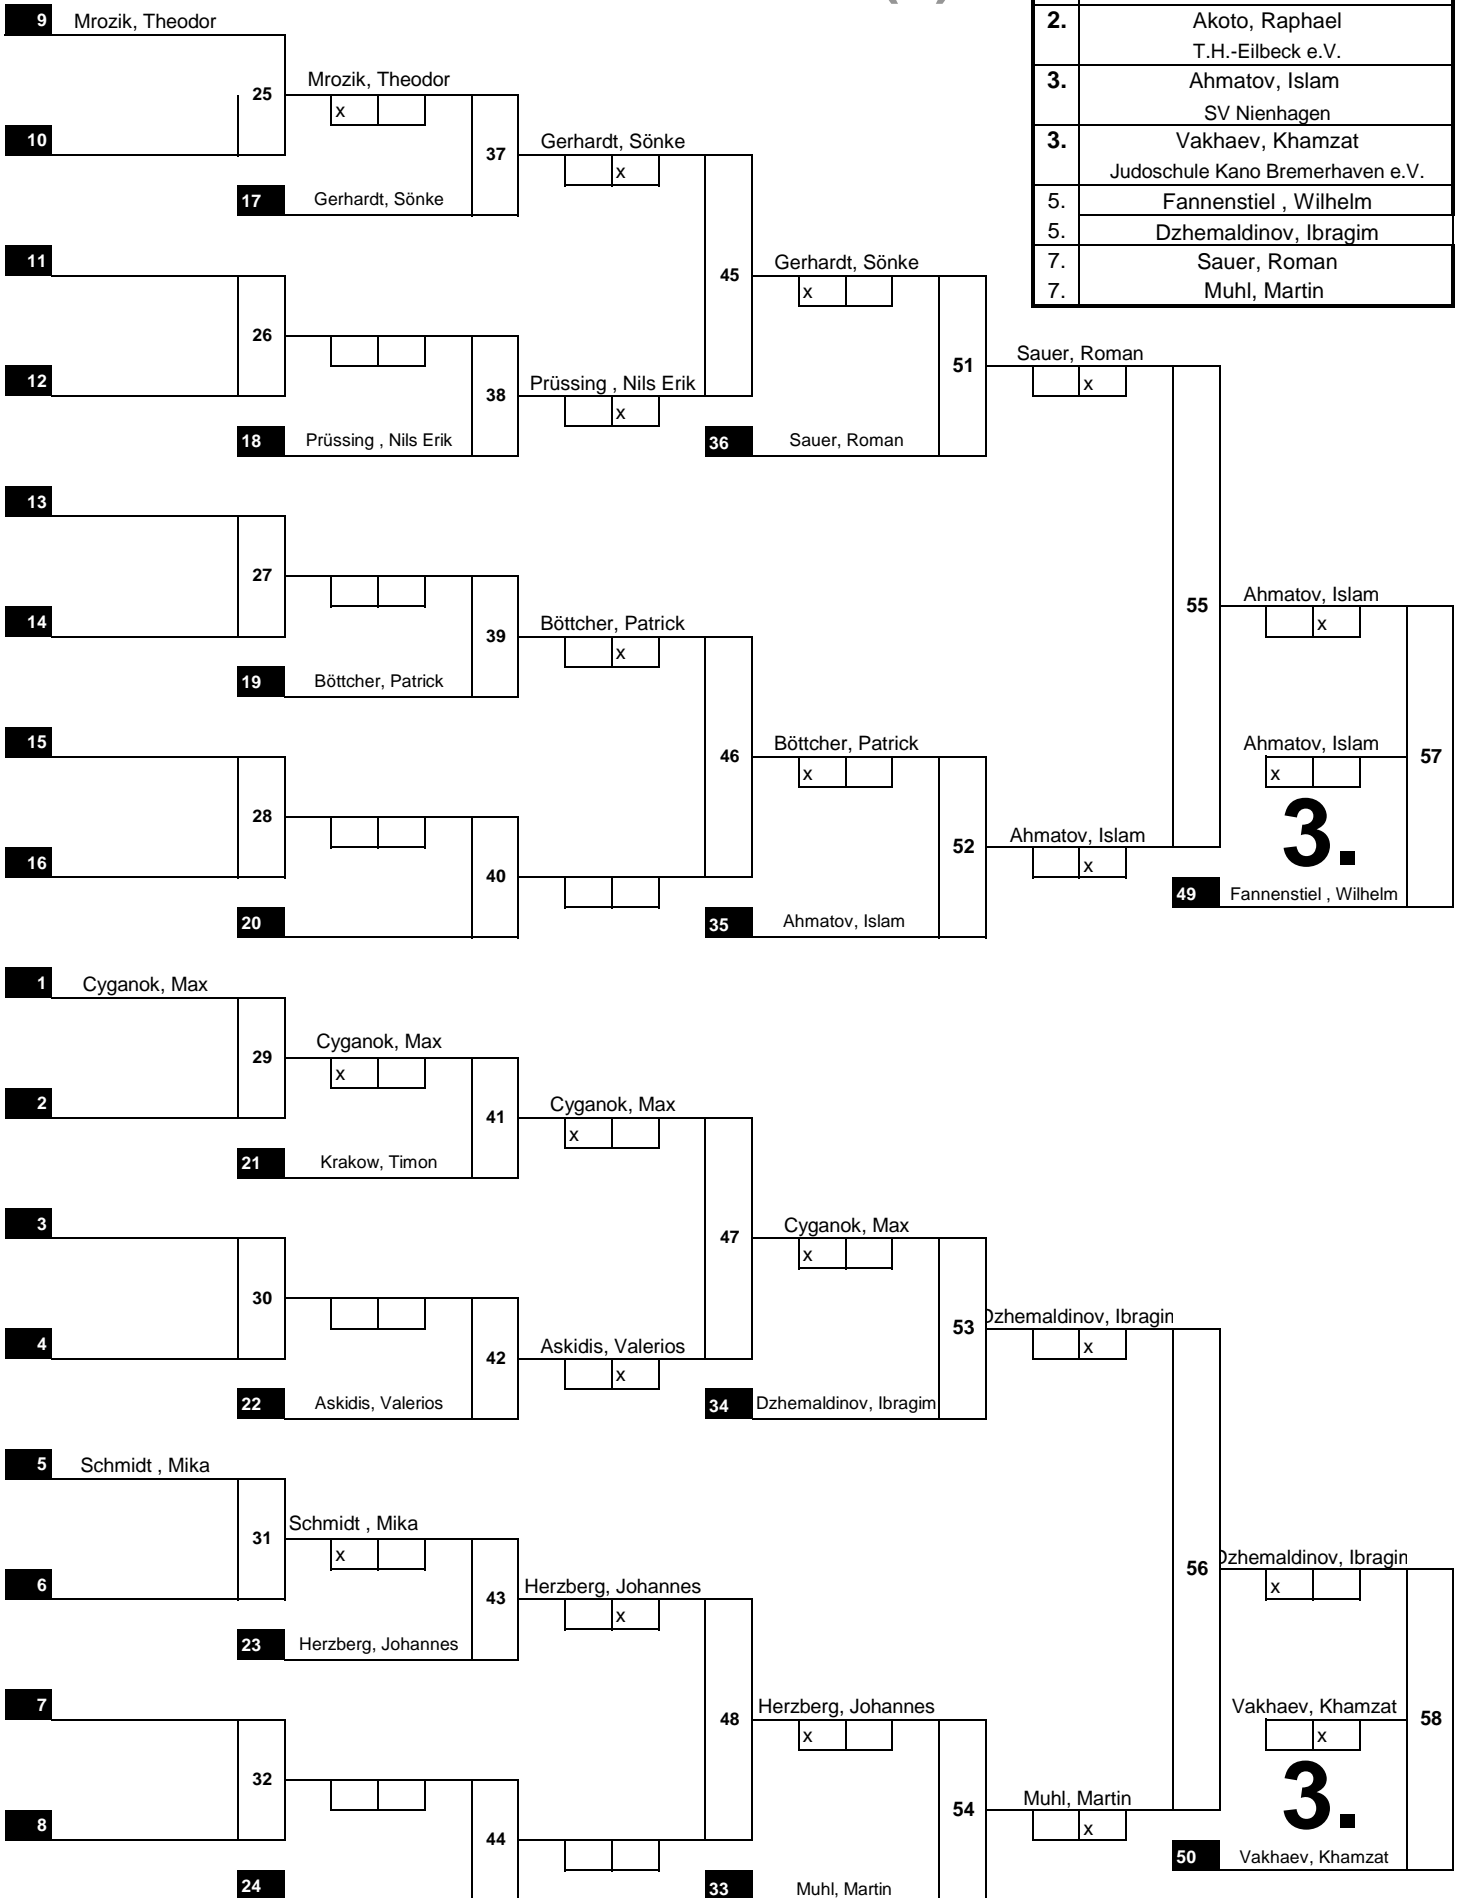 9 Mrozik, Theodor
2. Akoto, Raphael
T.H.-Eilbeck e.V.
3. Ahmatov, Islam
SV Nienhagen
3. Vakhaev, Khamzat
Judoschule Kano Bremerhaven e.V.
5. Fannenstiel , Wilhelm
5. Dzhemaldinov, Ibragim
7. Sauer, Roman
7. Muhl, Martin
25 Mrozik, Theodor
x
10
37 Gerhardt, Sönke
x
17 Gerhardt, Sönke
11
45 Gerhardt, Sönke
x
26
12
38 Prüssing , Nils Erik
x
18 Prüssing , Nils Erik
36 Sauer, Roman
51 Sauer, Roman
x
13
27
14
39 Böttcher, Patrick
x
19 Böttcher, Patrick
55 Ahmatov, Islam
x
15
46 Böttcher, Patrick
x
28
16
40
20
35 Ahmatov, Islam
52 Ahmatov, Islam
x
Ahmatov, Islam 57
x
3.
49 Fannenstiel , Wilhelm
1 Cyganok, Max
29 Cyganok, Max
x
2
41 Cyganok, Max
x
21 Krakow, Timon
3
47 Cyganok, Max
x
30
4
42 Askidis, Valerios
x
22 Askidis, Valerios
34 Dzhemaldinov, Ibragim
53 Dzhemaldinov, Ibragin
x
5 Schmidt , Mika
31 Schmidt , Mika
x
6
43 Herzberg, Johannes
x
23 Herzberg, Johannes
56 Dzhemaldinov, Ibragin
x
7
48 Herzberg, Johannes
x
32
8
44
24
33 Muhl, Martin
54 Muhl, Martin
x
Vakhaev, Khamzat 58
x
3.
50 Vakhaev, Khamzat